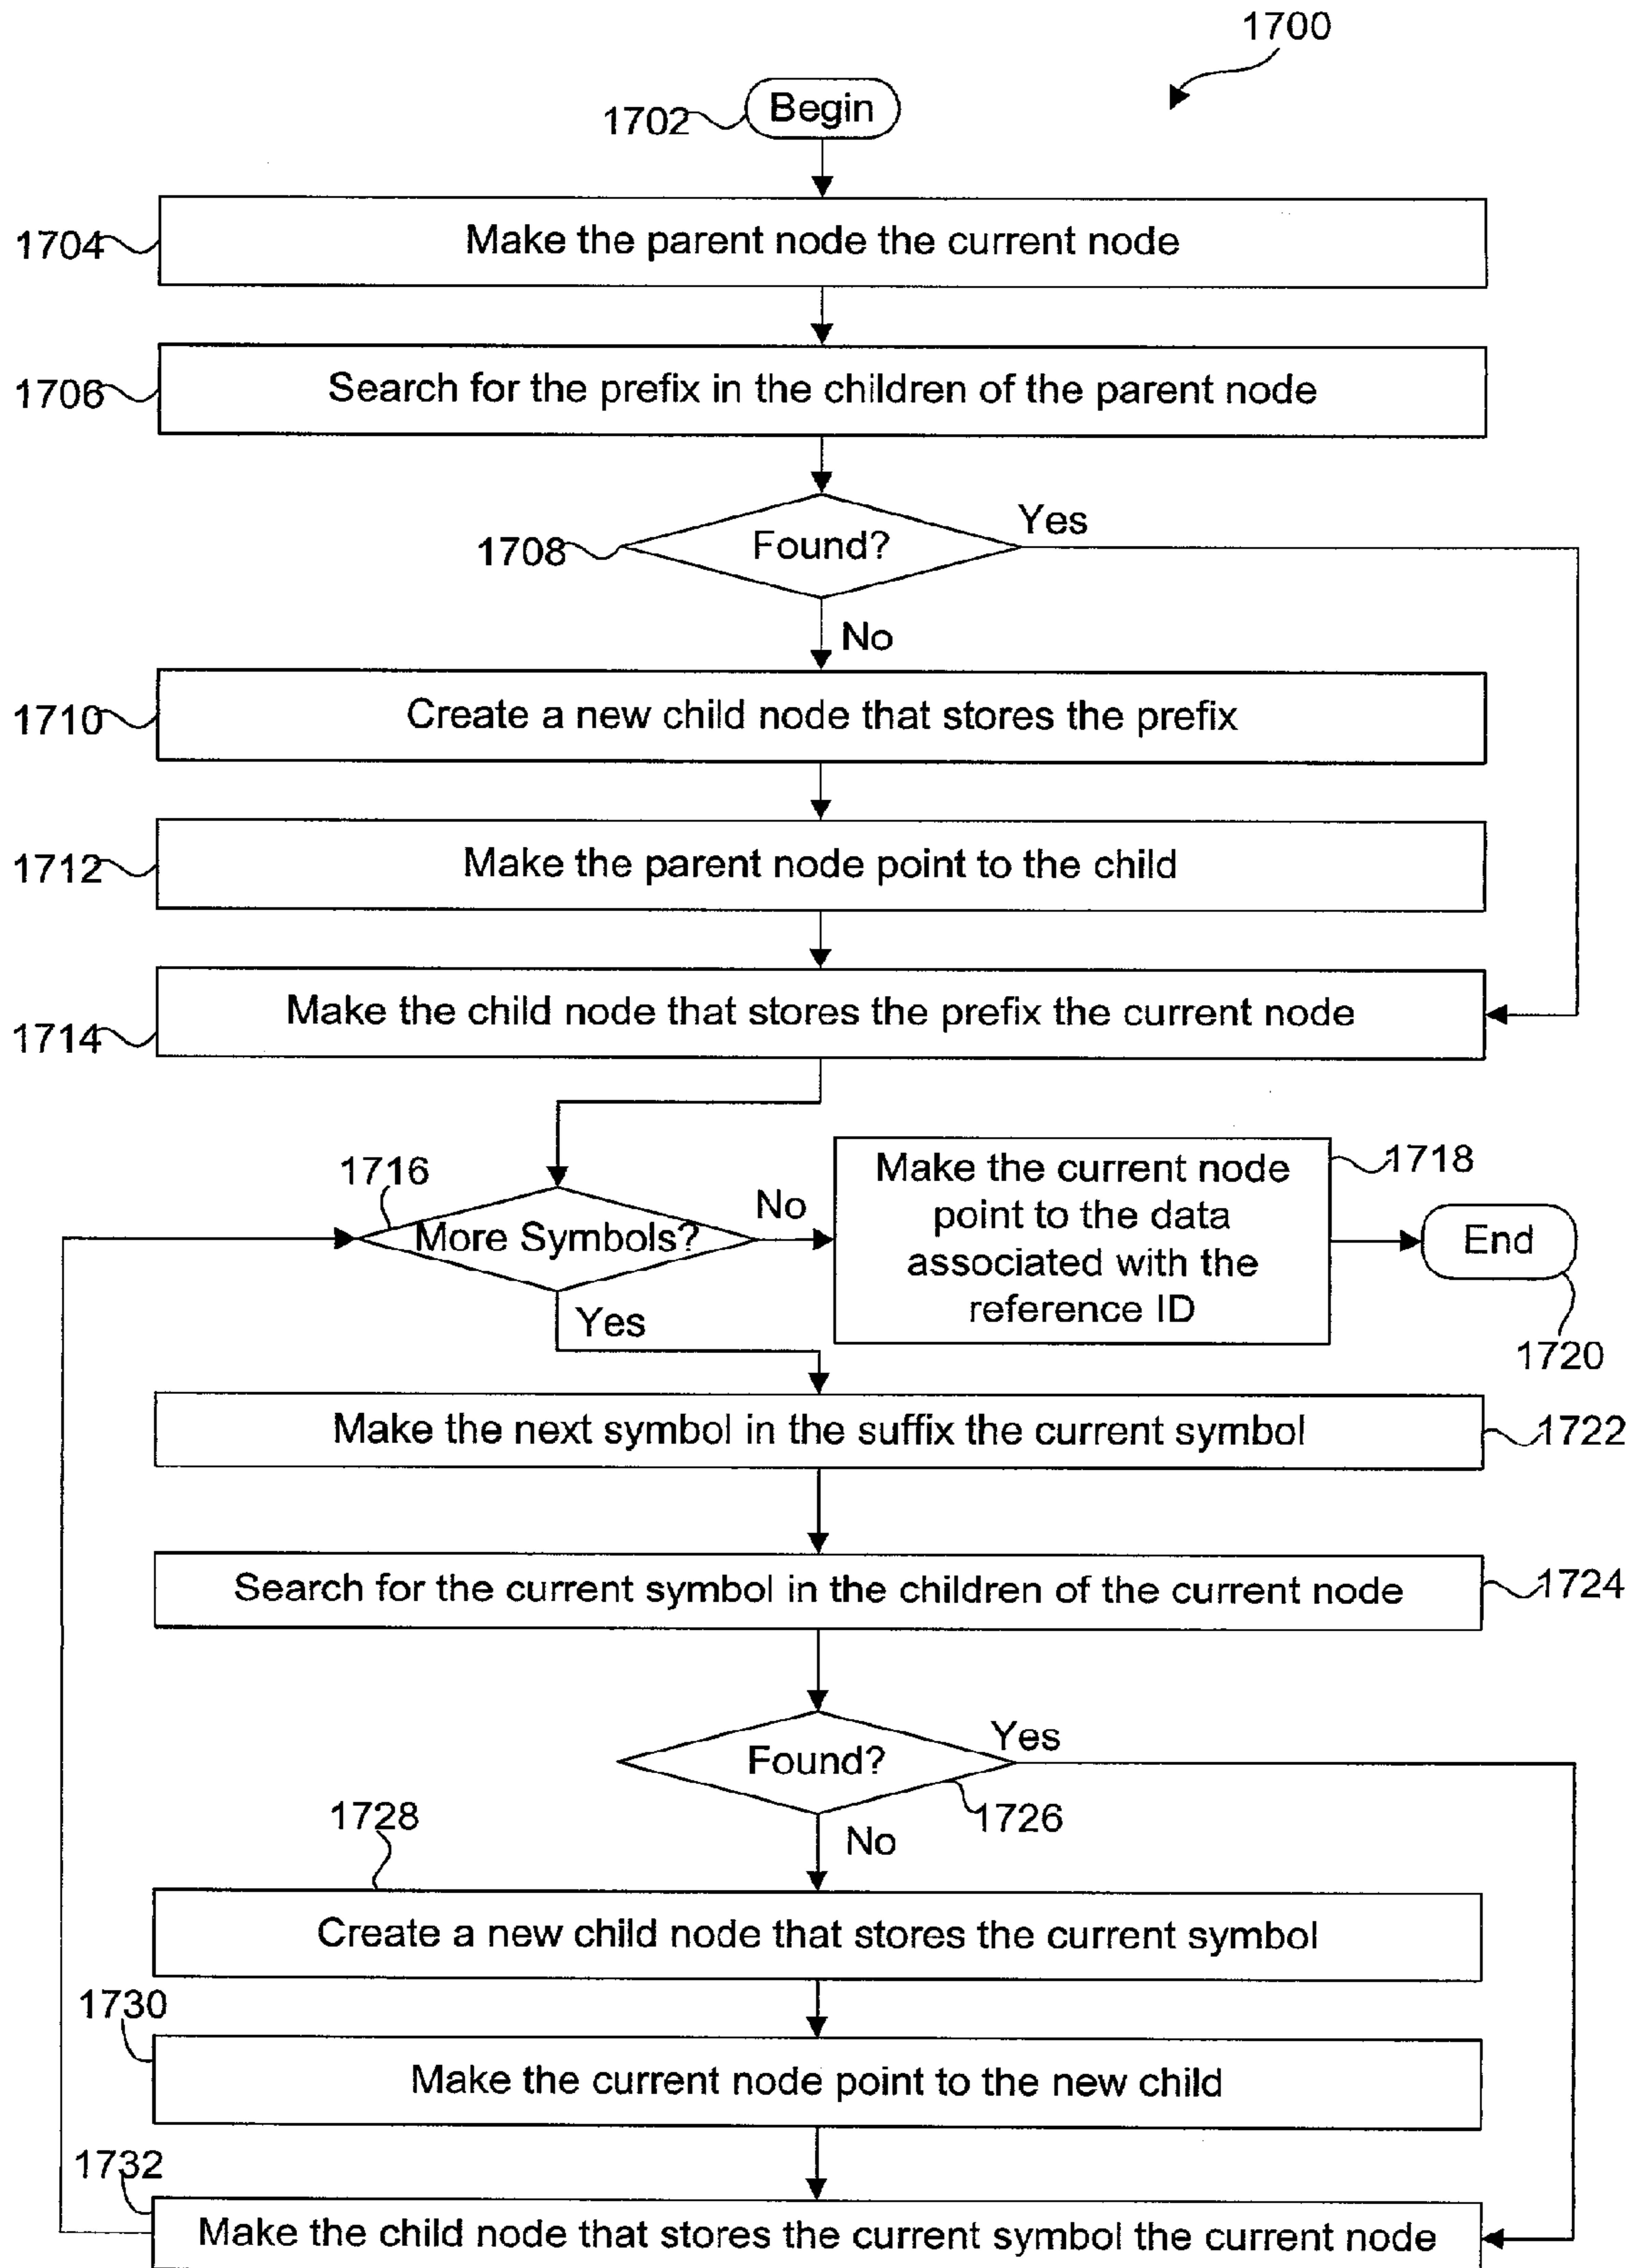 1700
Begin
1702
1704
Make the parent node the current node
1706
Search for the prefix in the children of the parent node
1708
Found?
Yes
No
1710
Create a new child node that stores the prefix
1712
Make the parent node point to the child
1714
Make the child node that stores the prefix the current node
1716
More Symbols?
No
Make the current node
point to the data
associated with the
reference ID
1718
End
1720
Yes
Make the next symbol in the suffix the current symbol
1722
Search for the current symbol in the children of the current node
1724
Found?
Yes
1726
No
1728
Create a new child node that stores the current symbol
1730
Make the current node point to the new child
1732
Make the child node that stores the current symbol the current node